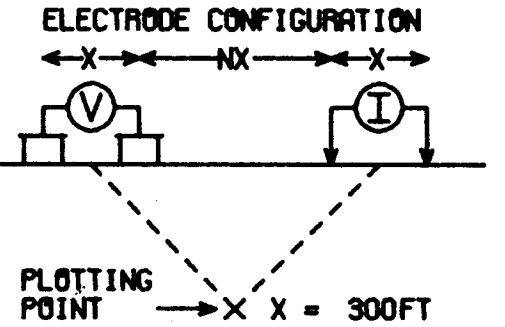 ELECTRODE CONFIGURATION
X NX X
V I
PLOTTING
POINT X X = 300FT